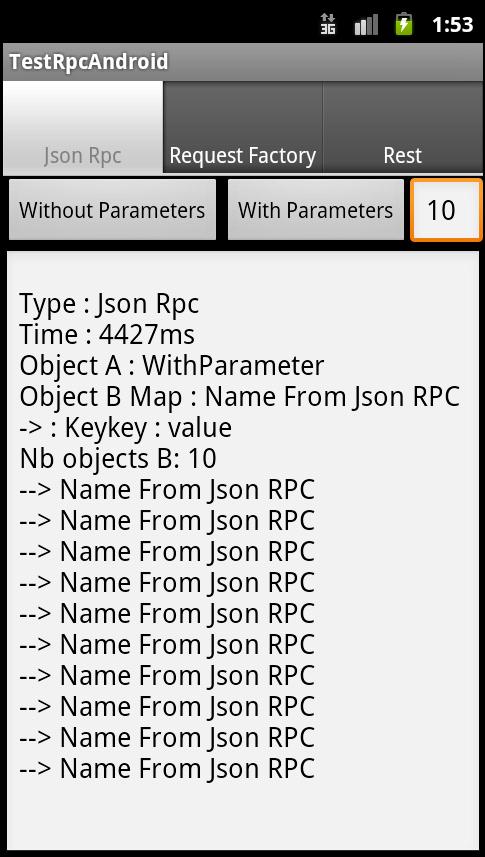 3G 1:53
TestRpcAndroid
Json Rpc Request Factory Rest
Without Parameters With Parameters 10
Type : Json Rpc
Time : 4427ms
Object A : WithParameter
Object B Map : Name From Json RPC
-> : Keykey : value
Nb objects B: 10
--> Name From Json RPC
--> Name From Json RPC
--> Name From Json RPC
--> Name From Json RPC
--> Name From Json RPC
--> Name From Json RPC
--> Name From Json RPC
--> Name From Json RPC
--> Name From Json RPC
--> Name From Json RPC